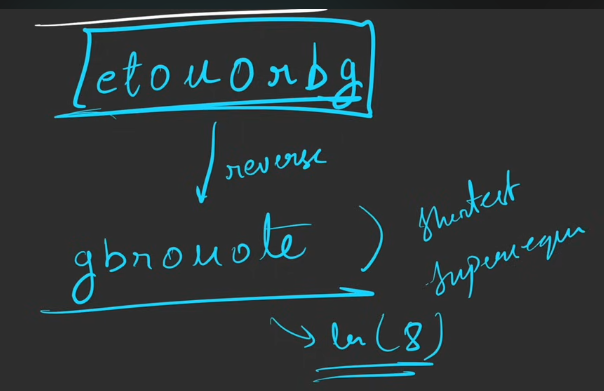 etouorbg
reverse
gbrouote
shortest
supersequ
len(8)